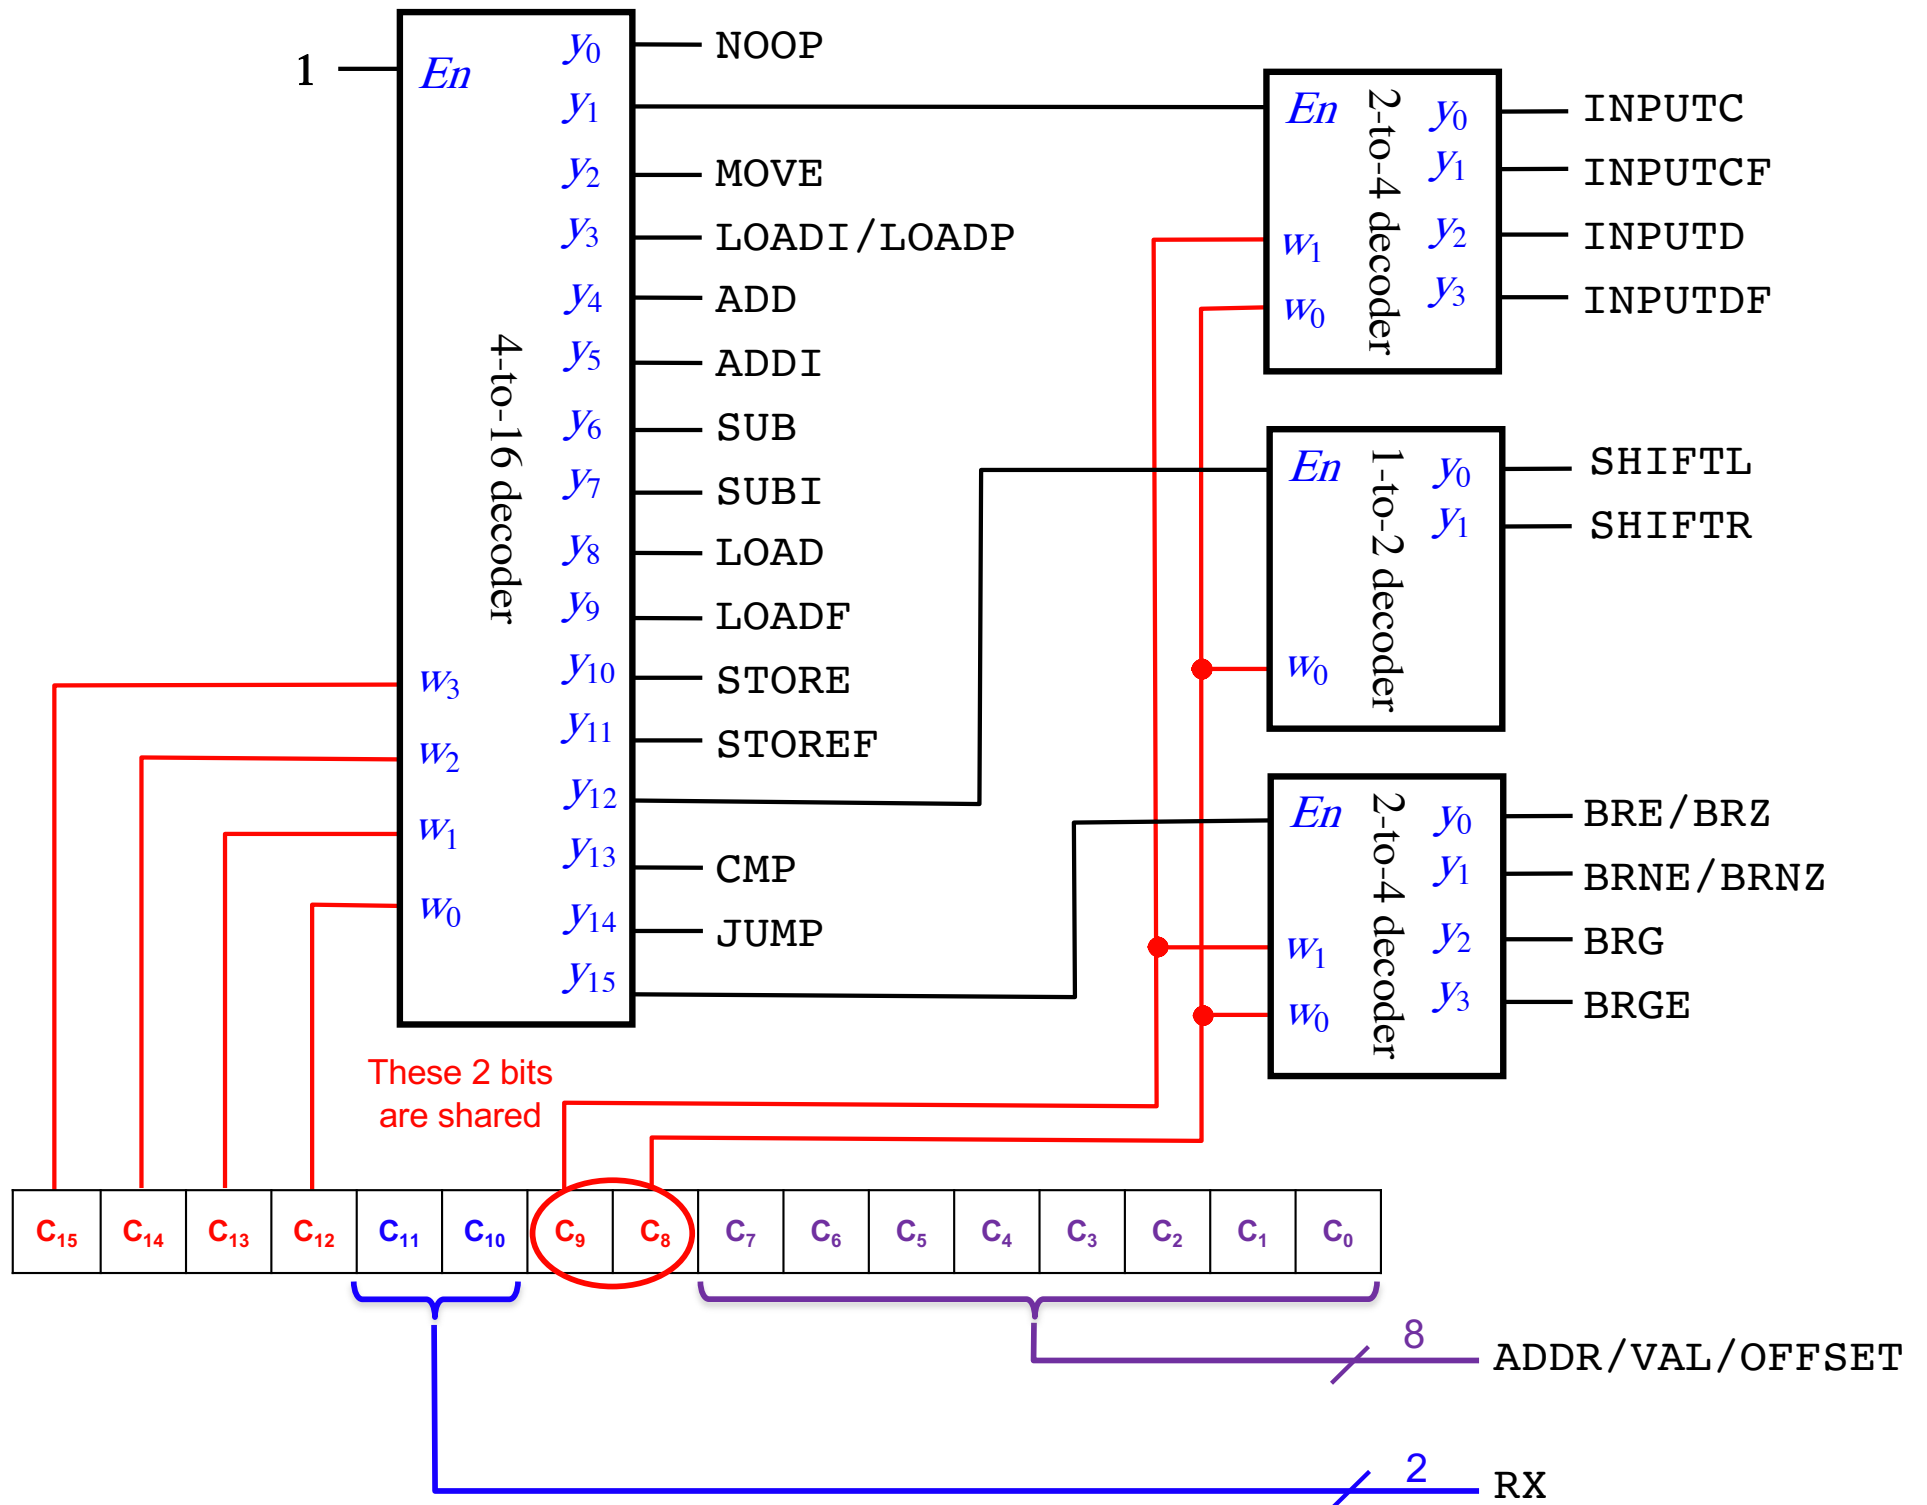 1
En
4-to-16 decoder
w3
w2
w1
w0
y0 NOOP
y1
y2 MOVE
y3 LOADI/LOADP
y4 ADD
y5 ADDI
y6 SUB
y7 SUBI
y8 LOAD
y9 LOADF
y10 STORE
y11 STOREF
y12
y13 CMP
y14 JUMP
y15
En
w1
w0
2-to-4 decoder
y0 INPUTC
y1 INPUTCF
y2 INPUTD
y3 INPUTDF
En
w0
1-to-2 decoder
y0 SHIFTL
y1 SHIFTR
En
w1
w0
2-to-4 decoder
y0 BRE/BRZ
y1 BRNE/BRNZ
y2 BRG
y3 BRGE
These 2 bits
are shared
C15 C14 C13 C12 C11 C10 C9 C8 C7 C6 C5 C4 C3 C2 C1 C0
8 ADDR/VAL/OFFSET
2 RX